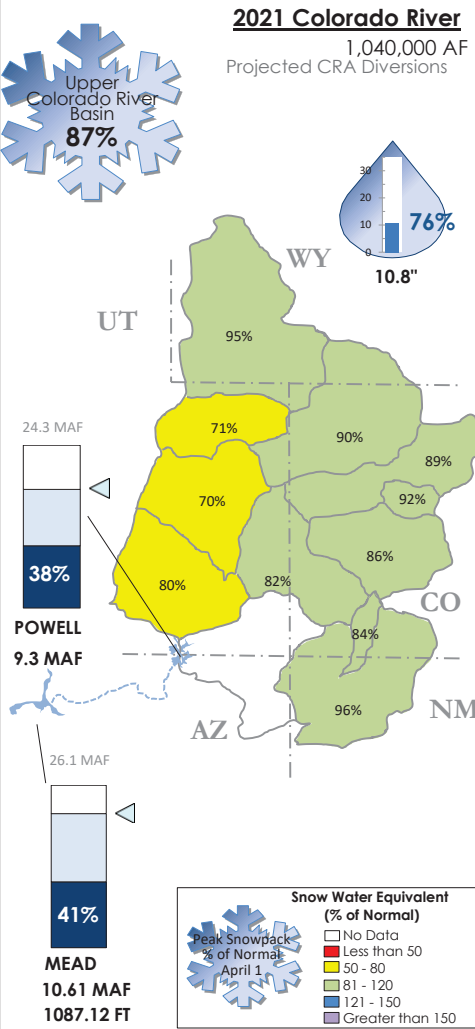 2021 Colorado River
1,040,000 AF
Projected CRA Diversions
Upper
Colorado River
Basin
87%
30
20
10
0
76%
10.8"
WY
UT
95%
71%
90%
89%
70%
92%
86%
80%
82%
CO
84%
96%
NM
AZ
24.3 MAF
38%
POWELL
9.3 MAF
26.1 MAF
41%
MEAD
10.61 MAF
1087.12 FT
Peak Snowpack
% of Normal
April 1
Snow Water Equivalent
(% of Normal)
No Data
Less than 50
50 - 80
81 - 120
121 - 150
Greater than 150